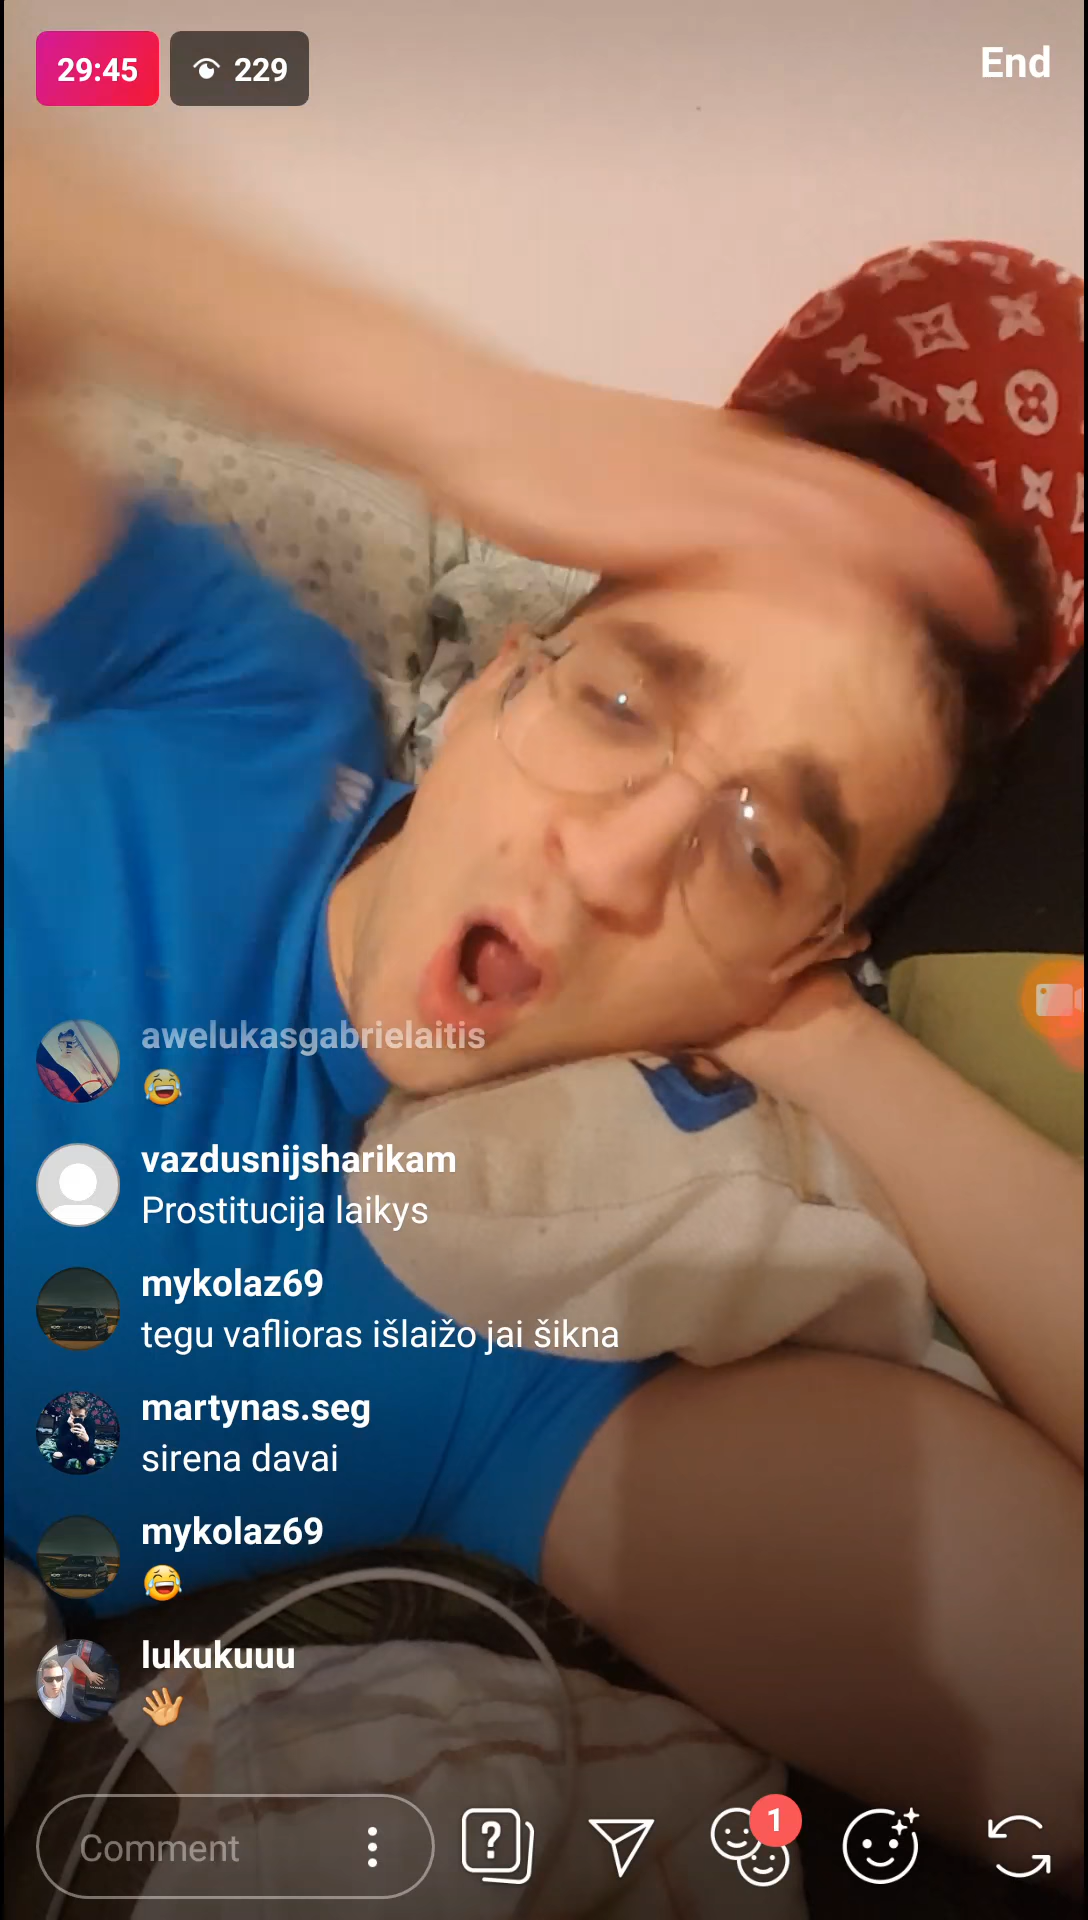 29:45 229 End
awelukasgabrielaitis
😂
vazdusnijsharikam
Prostitucija laikys
mykolaz69
tegu vaflioras išlaižo jai šikna
martynas.seg
sirena davai
mykolaz69
😂
lukukuuu
👋
Comment ? 1